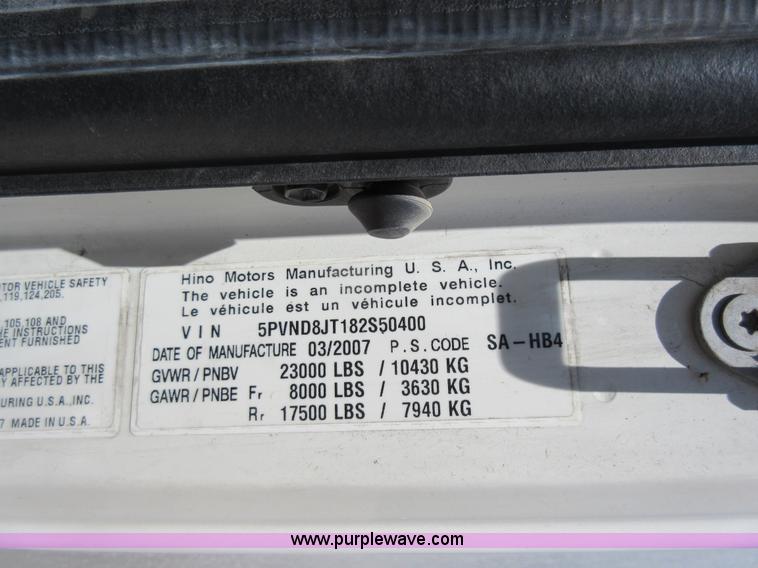 OTOR VEHICLE SAFETY
119,124,205.
105,108 AND
HE INSTRUCTIONS
ENT FURNISHED
APPLICABLE TO THIS
Y AFFECTED BY THE
URING U.S.A.,INC.
7 MADE IN U.S.A.
Hino Motors Manufacturing U. S. A., Inc.
The vehicle is an incomplete vehicle.
Le véhicule est un véhicule incomplet.
VIN 5PVND8JT182S50400
DATE OF MANUFACTURE 03/2007 P.S. CODE SA-HB4
GVWR / PNBV 23000 LBS / 10430 KG
GAWR / PNBE Fr 8000 LBS / 3630 KG
Rr 17500 LBS / 7940 KG
www.purplewave.com